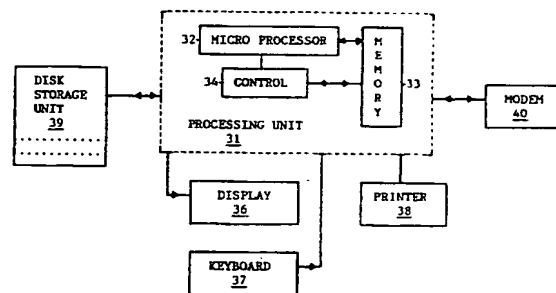 32
MICRO PROCESSOR
MEMORY
34
CONTROL
33
DISK
STORAGE
UNIT
39
PROCESSING UNIT
31
MODEM
40
DISPLAY
36
PRINTER
38
KEYBOARD
37